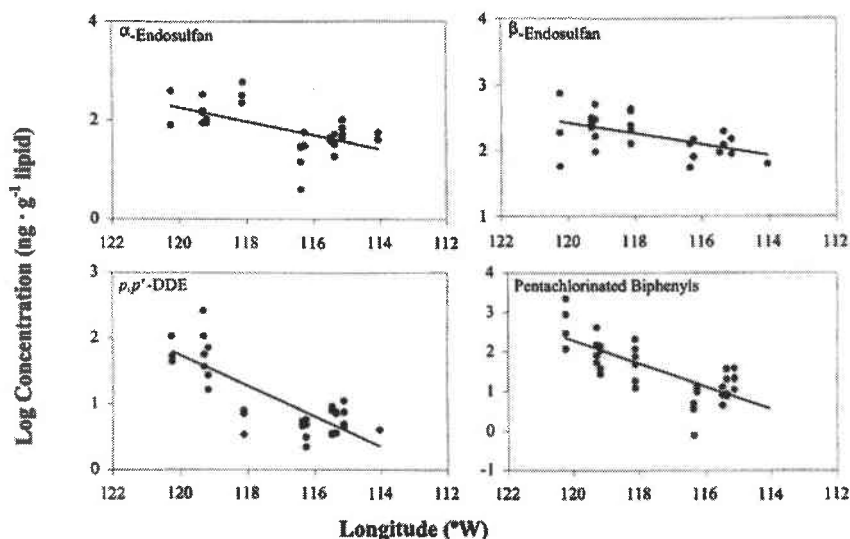 Log Concentration (ng · g⁻¹ lipid)
α-Endosulfan
4
2
0
122 120 118 116 114 112
β-Endosulfan
4
3
2
1
122 120 118 116 114 112
p,p'-DDE
3
2
1
0
122 120 118 116 114 112
Pentachlorinated Biphenyls
4
3
2
1
0
-1
122 120 118 116 114 112
Longitude (°W)